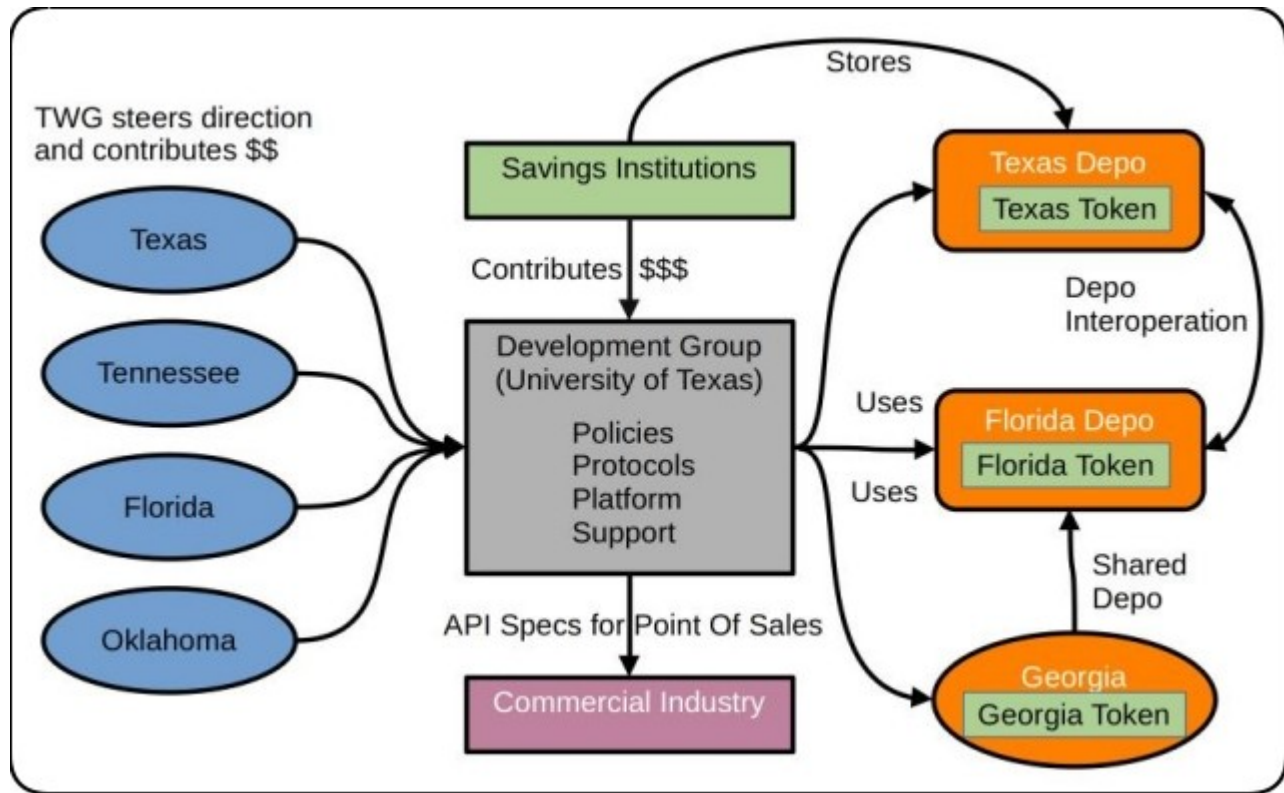 Stores
TWG steers direction
and contributes $$
Savings Institutions
Texas Depo
Texas Token
Texas
Contributes $$$
Depo
Interoperation
Tennessee
Development Group
(University of Texas)
Policies
Protocols
Platform
Support
Uses
Florida Depo
Florida Token
Uses
Florida
Shared
Depo
API Specs for Point Of Sales
Oklahoma
Commercial Industry
Georgia
Georgia Token